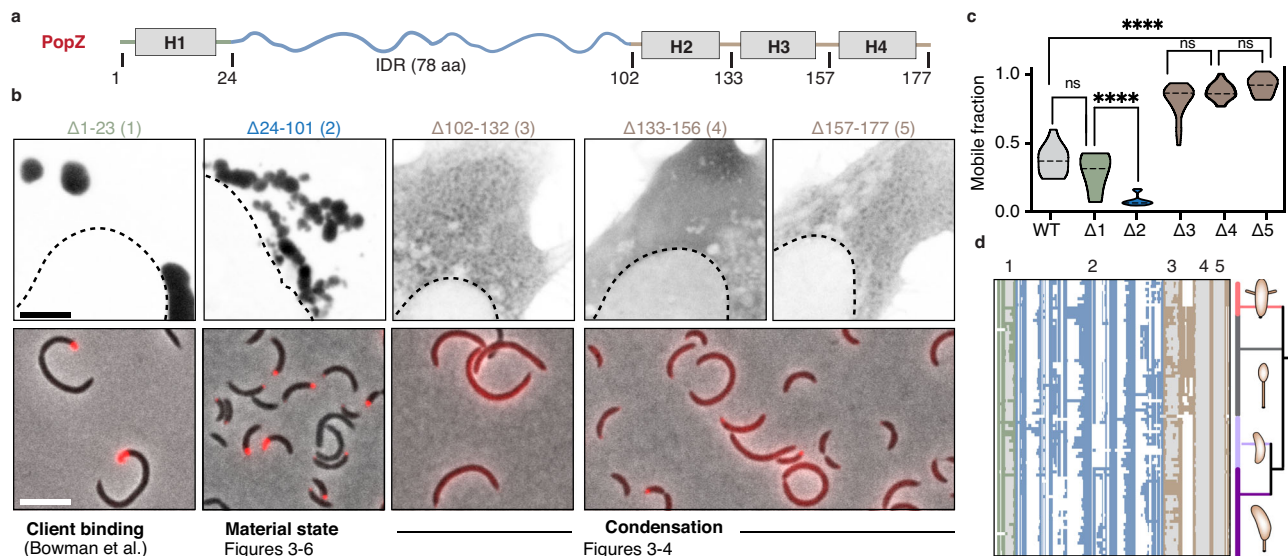 a
PopZ
H1
IDR (78 aa)
H2
H3
H4
1
24
102
133
157
177
b
Δ1-23 (1)
Δ24-101 (2)
Δ102-132 (3)
Δ133-156 (4)
Δ157-177 (5)
Client binding
(Bowman et al.)
Material state
Figures 3-6
Condensation
Figures 3-4
c
****
ns
****
ns
ns
Mobile fraction
1.0
0.5
0.0
WT
Δ1
Δ2
Δ3
Δ4
Δ5
d
1
2
3
4
5